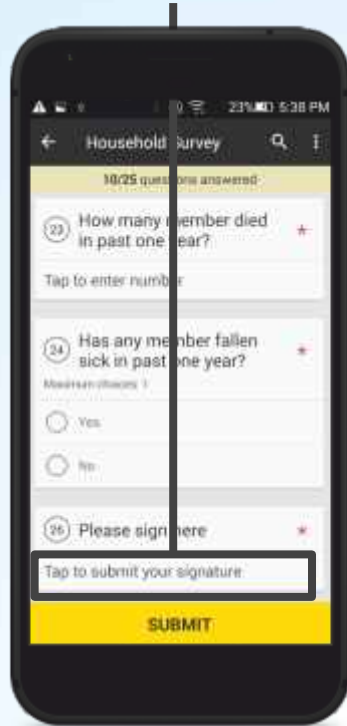 23% 5:38 PM
Household Survey
10/25 questions answered
23 How many member died
in past one year?
*
Tap to enter number
24 Has any member fallen
sick in past one year?
*
Maximum choices: 1
Yes
No
26 Please sign here
*
Tap to submit your signature
SUBMIT